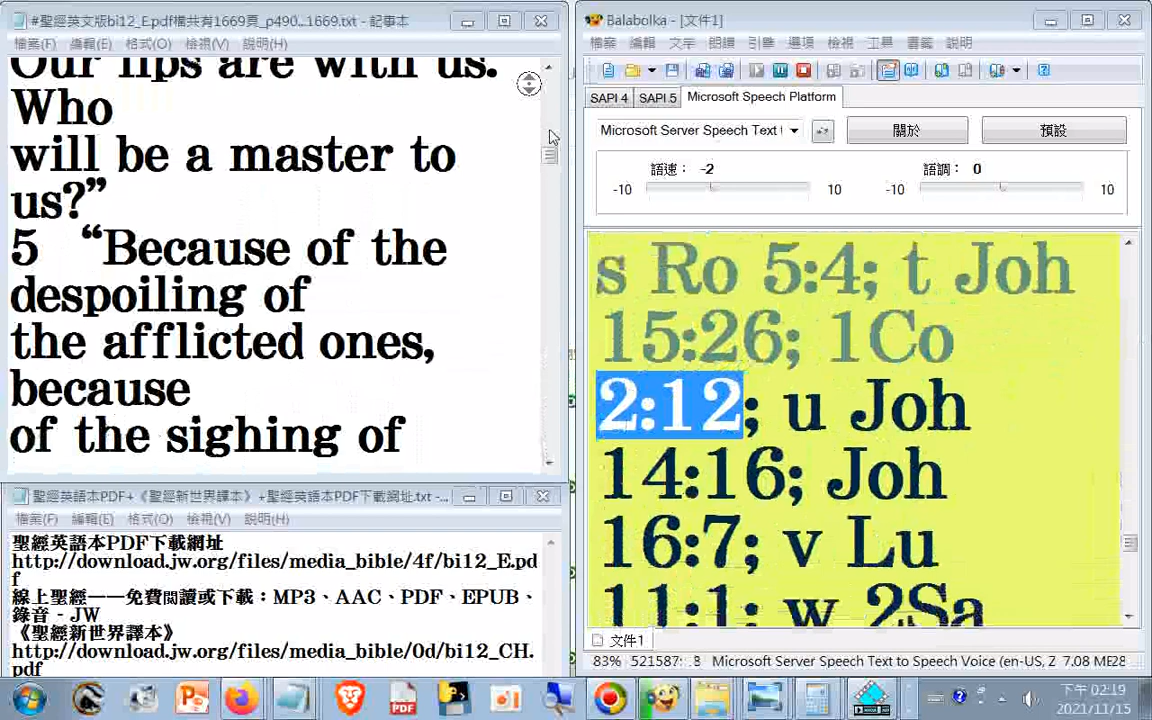 #聖經英文版bi12_E.pdf檔共有1669頁_p490...1669.txt - 記事本
檔案(F) 編輯(E) 格式(O) 檢視(V) 說明(H)
Our lips are with us.
Who
will be a master to
us?”
5 “Because of the
despoiling of
the afflicted ones,
because
of the sighing of
聖經英語本PDF+《聖經新世界譯本》+聖經英語本PDF下載網址.txt -...
檔案(F) 編輯(E) 格式(O) 檢視(V) 說明(H)
聖經英語本PDF下載網址
http://download.jw.org/files/media_bible/4f/bi12_E.pd
f
線上聖經——免費閱讀或下載：MP3、AAC、PDF、EPUB、
錄音 - JW
《聖經新世界譯本》
http://download.jw.org/files/media_bible/0d/bi12_CH.
pdf
Balabolka - [文件1]
檔案 編輯 文字 朗讀 引擎 選項 檢視 工具 書籤 說明
SAPI 4 SAPI 5 Microsoft Speech Platform
Microsoft Server Speech Text t 關於 預設
語速： -2 語調： 0
-10 10 -10 10
s Ro 5:4; t Joh
15:26; 1Co
2:12; u Joh
14:16; Joh
16:7; v Lu
11:1; w 2Sa
文件1
83% 521587: .8 Microsoft Server Speech Text to Speech Voice (en-US, Z 7.08 ME28
下午 02:19
2021/11/15